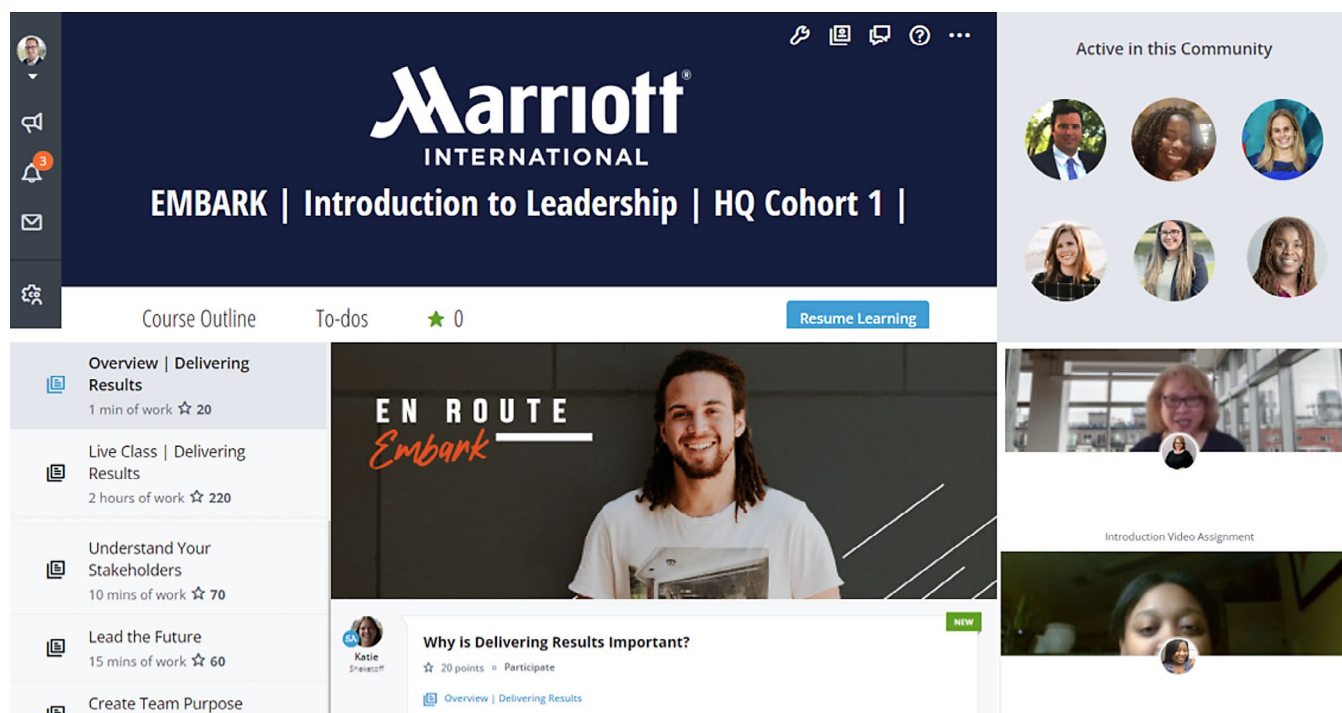 Marriott®
INTERNATIONAL
EMBARK | Introduction to Leadership | HQ Cohort 1 |
Active in this Community
3
Course Outline
To-dos
0
Resume Learning
Overview | Delivering
Results
1 min of work 20
Live Class | Delivering
Results
2 hours of work 220
Understand Your
Stakeholders
10 mins of work 70
Lead the Future
15 mins of work 60
Create Team Purpose
EN ROUTE
Embark
SA
Katie
Sheketoff
NEW
Why is Delivering Results Important?
20 points Participate
Overview | Delivering Results
Introduction Video Assignment